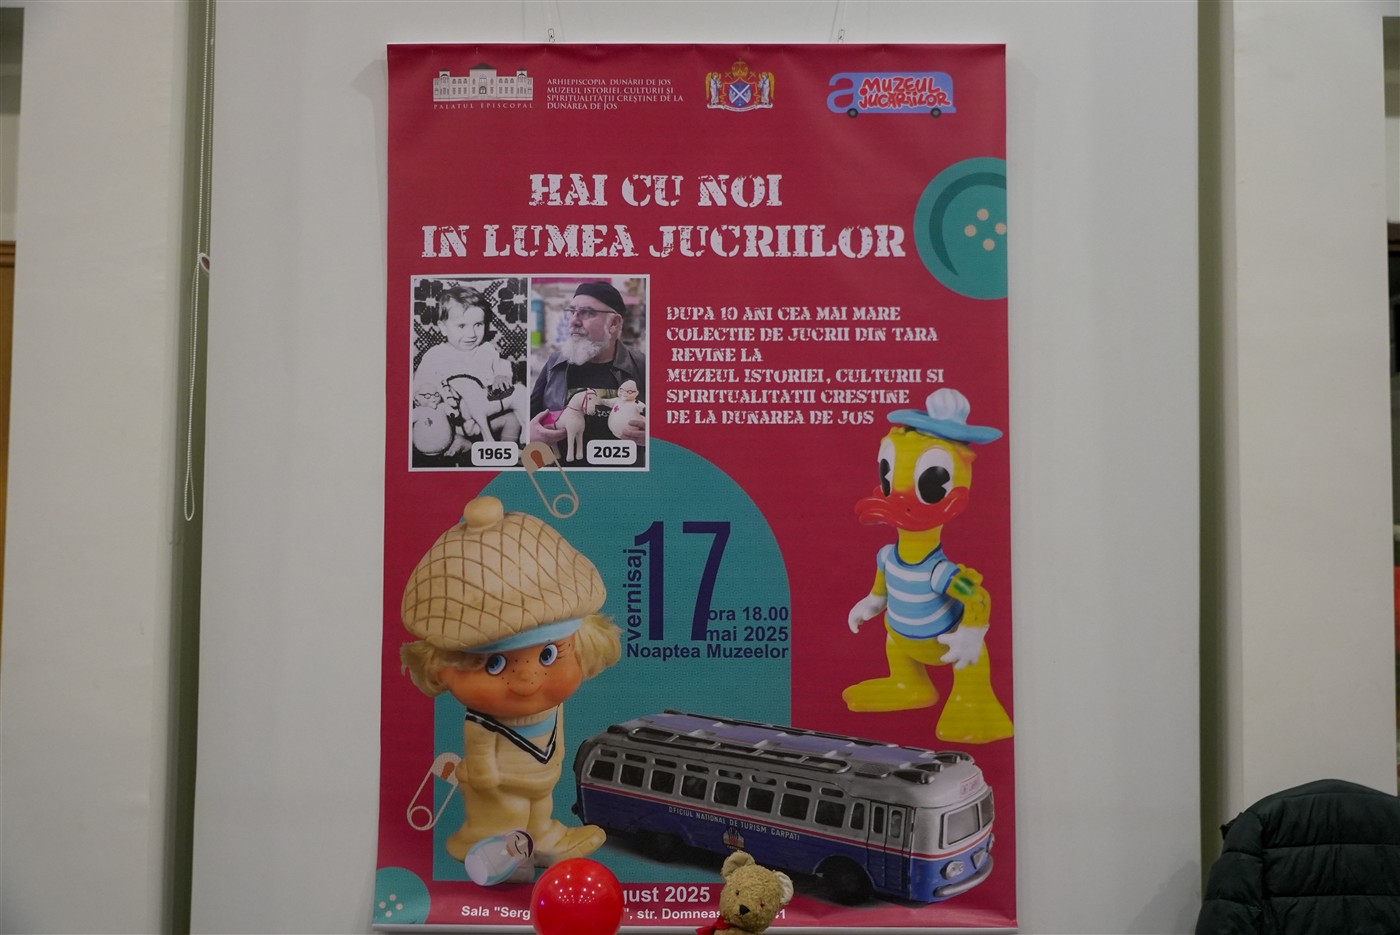 PALATUL EPISCOPAL
ARHIEPISCOPIA DUNĂRII DE JOS
MUZEUL ISTORIEI, CULTURII ȘI
SPIRITUALITĂȚII CREȘTINE DE LA
DUNĂREA DE JOS
a MUZEUL
JUCĂRIILOR
HAI CU NOI
IN LUMEA JUCRIILOR
DUPA 10 ANI CEA MAI MARE
COLECTIE DE JUCRII DIN TARA
REVINE LA
MUZEUL ISTORIEI, CULTURII SI
SPIRITUALITATII CRESTINE
DE LA DUNAREA DE JOS
1965
2025
vernisaj
17
ora 18.00
mai 2025
Noaptea Muzeelor
OFICIUL NATIONAL DE TURISM CARPATI
2025
Sala "Serg ", str. Domneas